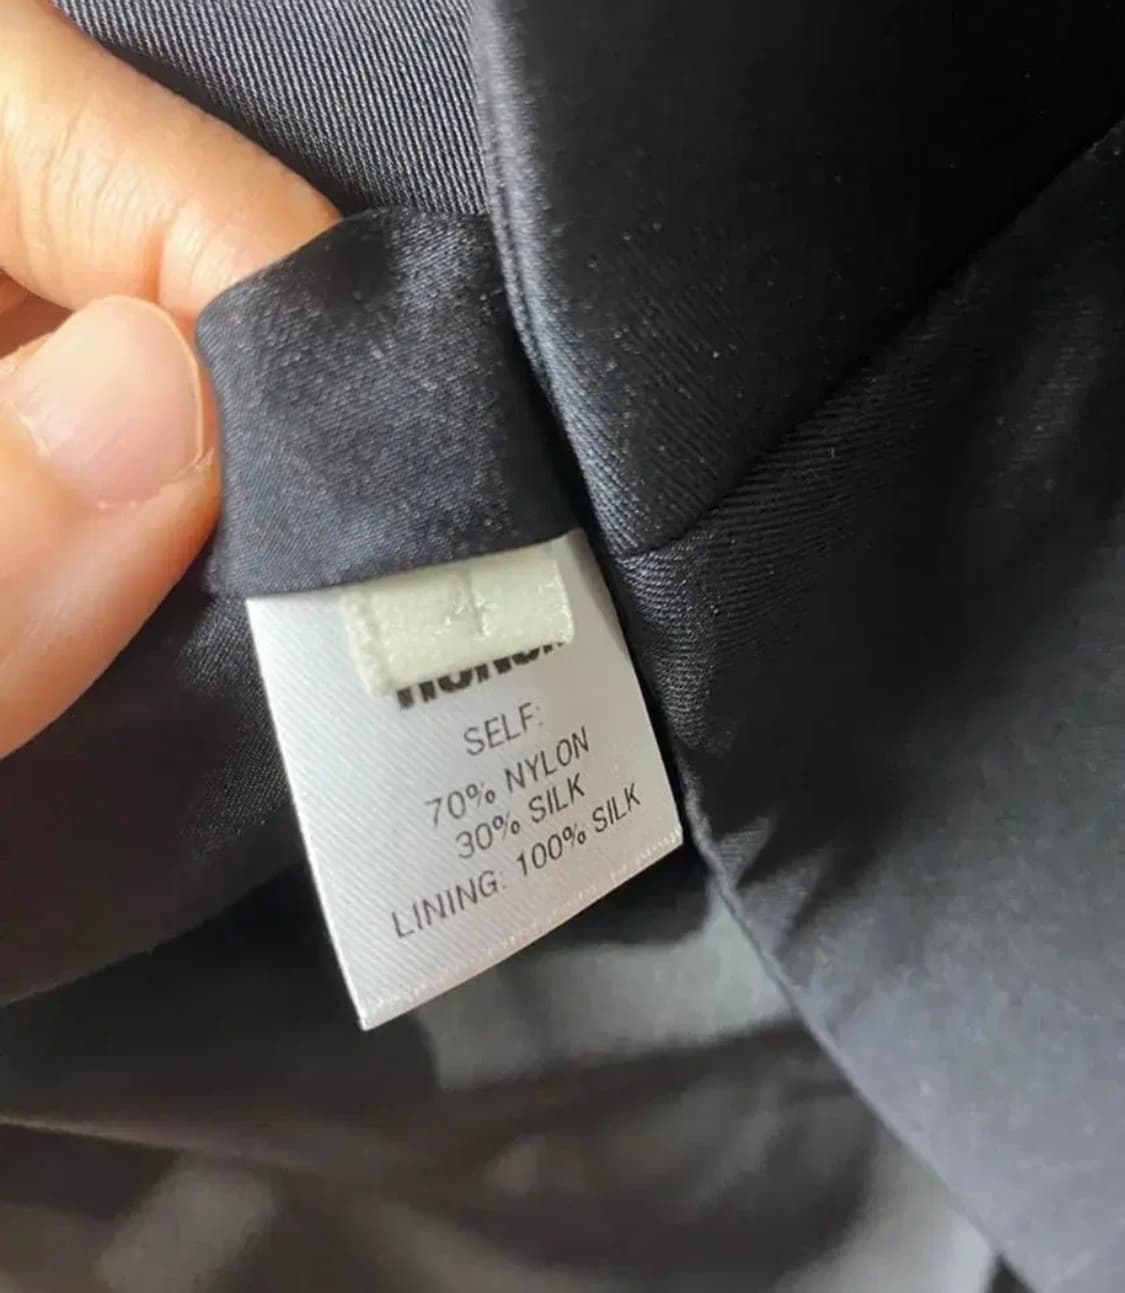 SELF:
70% NYLON
30% SILK
LINING: 100% SILK